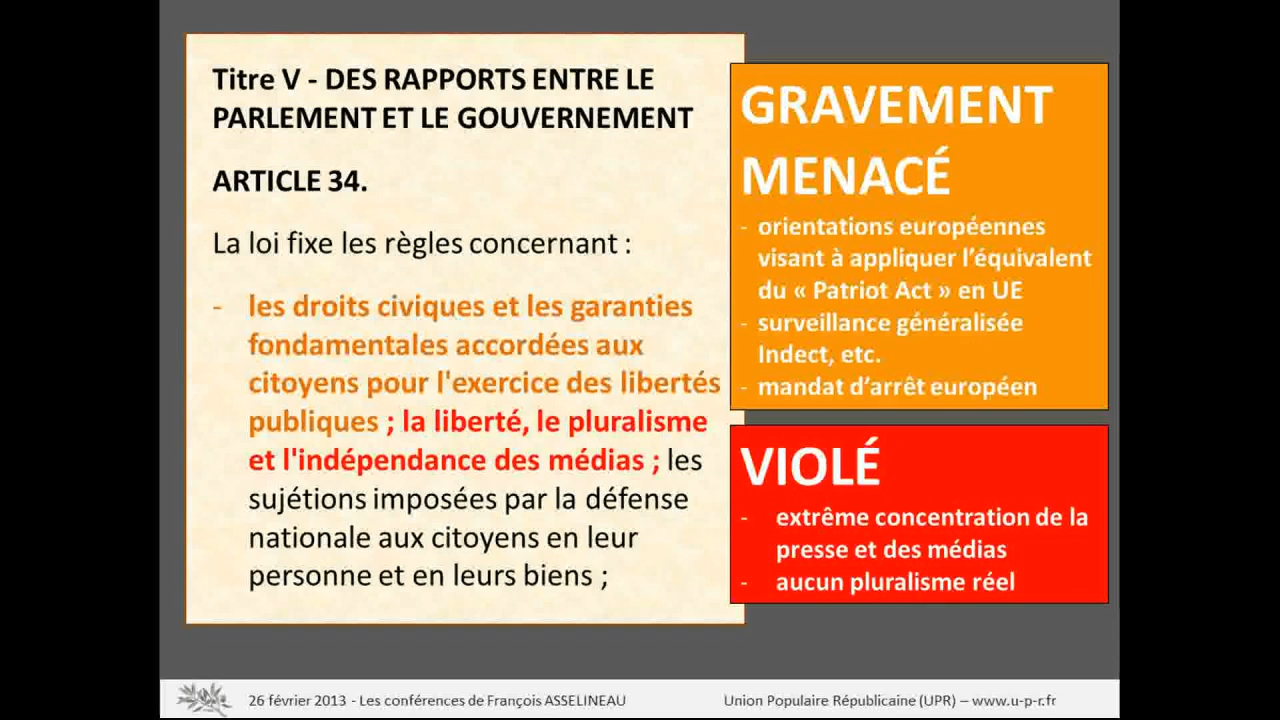 Titre V - DES RAPPORTS ENTRE LE
PARLEMENT ET LE GOUVERNEMENT
ARTICLE 34.
La loi fixe les règles concernant :
- les droits civiques et les garanties
fondamentales accordées aux
citoyens pour l'exercice des libertés
publiques ; la liberté, le pluralisme
et l'indépendance des médias ; les
sujétions imposées par la défense
nationale aux citoyens en leur
personne et en leurs biens ;
GRAVEMENT
MENACÉ
- orientations européennes
visant à appliquer l’équivalent
du « Patriot Act » en UE
- surveillance généralisée
Indect, etc.
- mandat d’arrêt européen
VIOLÉ
- extrême concentration de la
presse et des médias
- aucun pluralisme réel
26 février 2013 - Les conférences de François ASSELINEAU
Union Populaire Républicaine (UPR) – www.u-p-r.fr